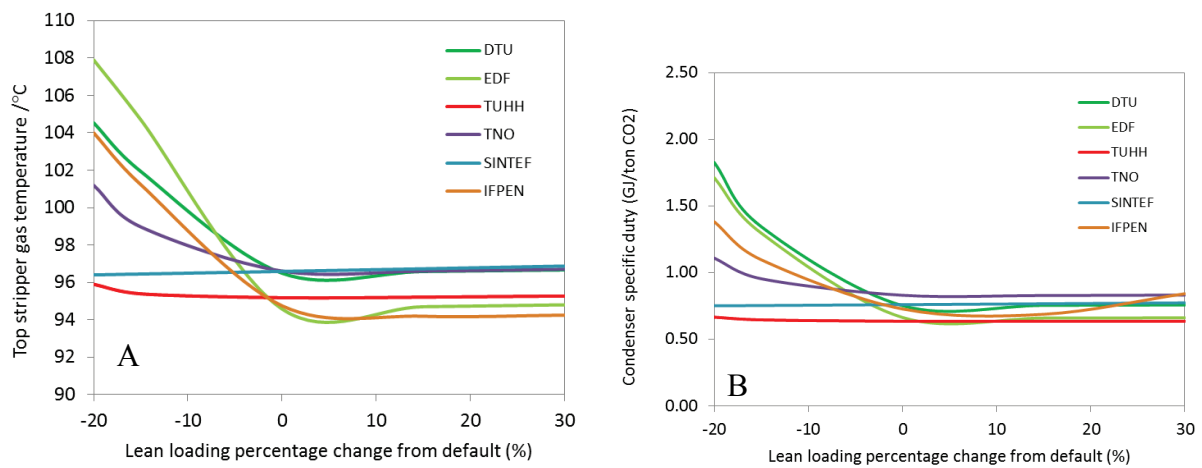 Top stripper gas temperature /°C
110
108
106
104
102
100
98
96
94
92
90
-20
-10
0
10
20
30
Lean loading percentage change from default (%)
DTU
EDF
TUHH
TNO
SINTEF
IFPEN
A
Condenser specific duty (GJ/ton CO2)
2.50
2.00
1.50
1.00
0.50
0.00
-20
-10
0
10
20
30
Lean loading percentage change from default (%)
DTU
EDF
TUHH
TNO
SINTEF
IFPEN
B